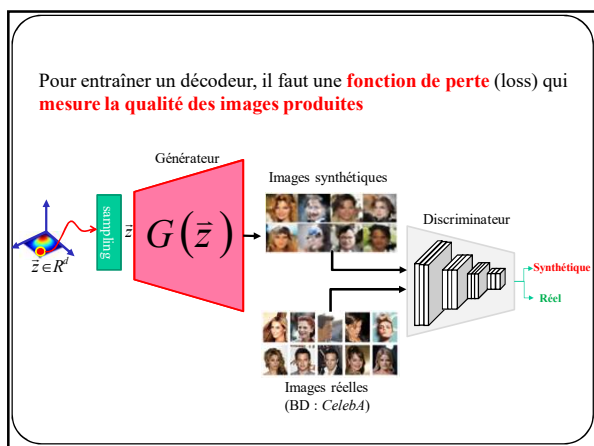 Pour entraîner un décodeur, il faut une fonction de perte (loss) qui
mesure la qualité des images produites
Générateur
Images synthétiques
Discriminateur
sampling
z⃗
G(z⃗)
z⃗ ∈ R^d
Synthétique
Réel
Images réelles
(BD : CelebA)